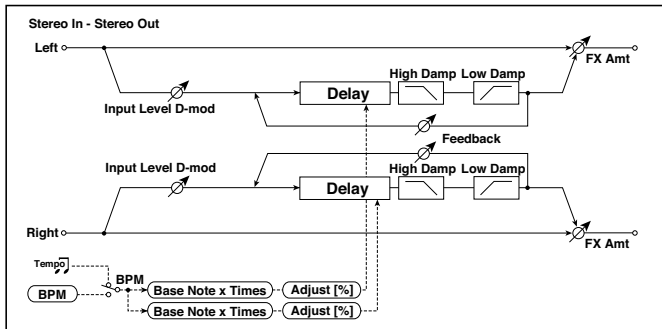 Stereo In - Stereo Out
Left
FX Amt
High Damp Low Damp
Delay
Input Level D-mod
Feedback
Input Level D-mod
High Damp Low Damp
Delay
Right
FX Amt
Tempo
BPM
BPM
Base Note x Times Adjust [%]
Base Note x Times Adjust [%]